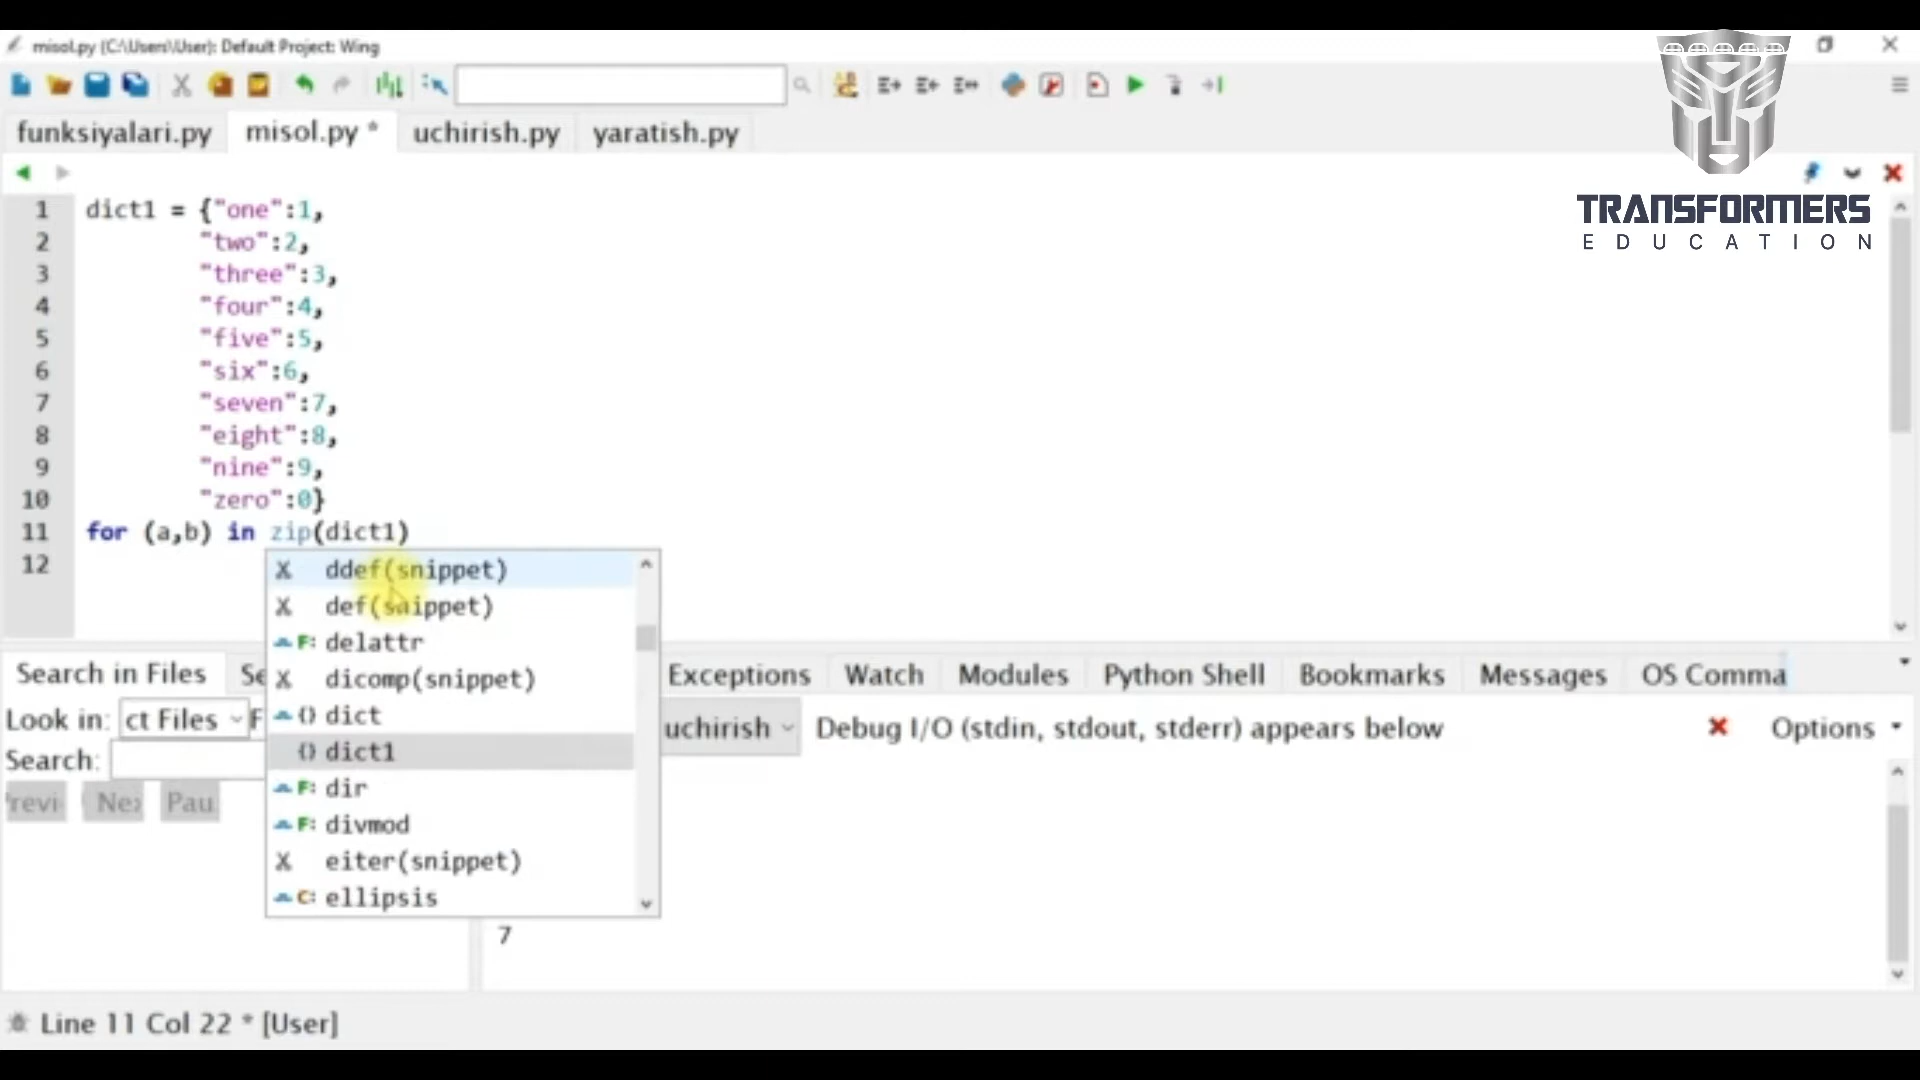 misol.py (C:\Users\User): Default Project: Wing
funksiyalari.py misol.py * uchirish.py yaratish.py
TRANSFORMERS
EDUCATION
1 dict1 = {"one":1,
2 "two":2,
3 "three":3,
4 "four":4,
5 "five":5,
6 "six":6,
7 "seven":7,
8 "eight":8,
9 "nine":9,
10 "zero":0}
11 for (a,b) in zip(dict1)
12
ddef(snippet)
def(snippet)
F: delattr
dicomp(snippet)
{} dict
{} dict1
F: dir
F: divmod
eiter(snippet)
C: ellipsis
Search in Files Se Exceptions Watch Modules Python Shell Bookmarks Messages OS Comma
Look in: ct Files F uchirish Debug I/O (stdin, stdout, stderr) appears below Options
Search:
revi Nex Pau
7
Line 11 Col 22 * [User]